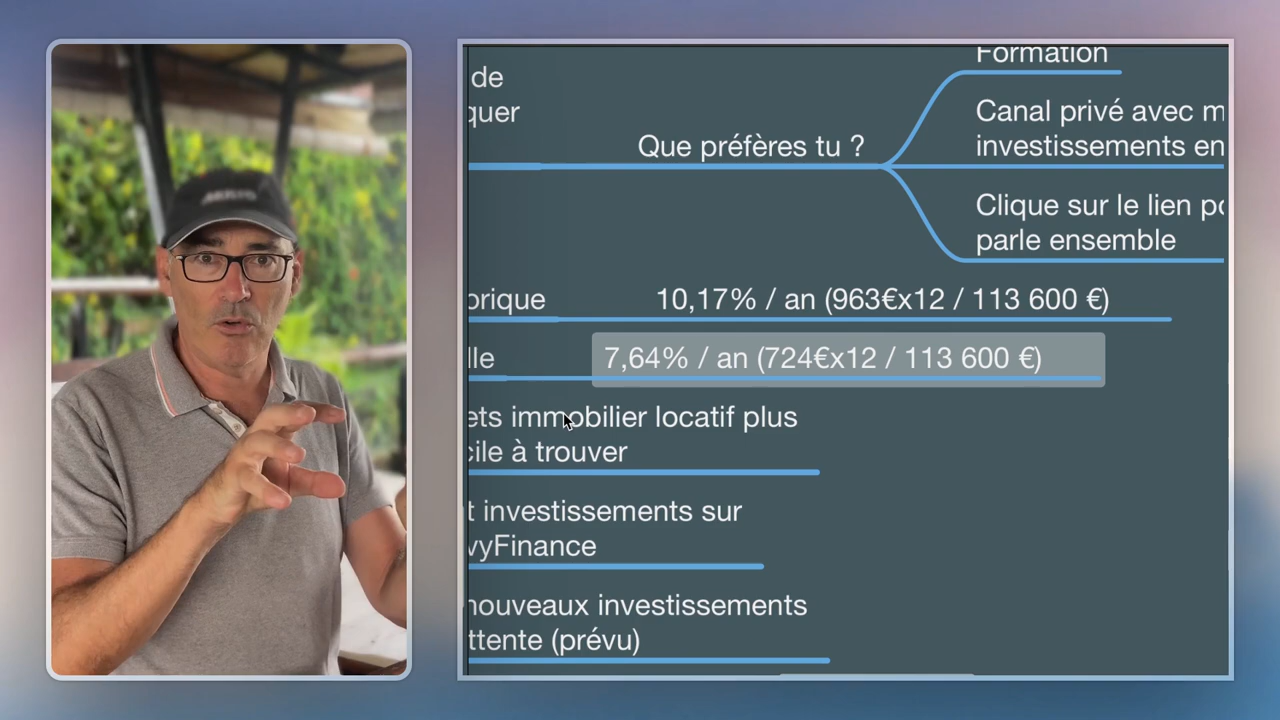 de
quer
Que préfères tu ?
Formation
Canal privé avec m
investissements en
Clique sur le lien po
parle ensemble
orique
10,17% / an (963€x12 / 113 600 €)
lle
7,64% / an (724€x12 / 113 600 €)
ets immobilier locatif plus
cile à trouver
t investissements sur
vyFinance
nouveaux investissements
ttente (prévu)